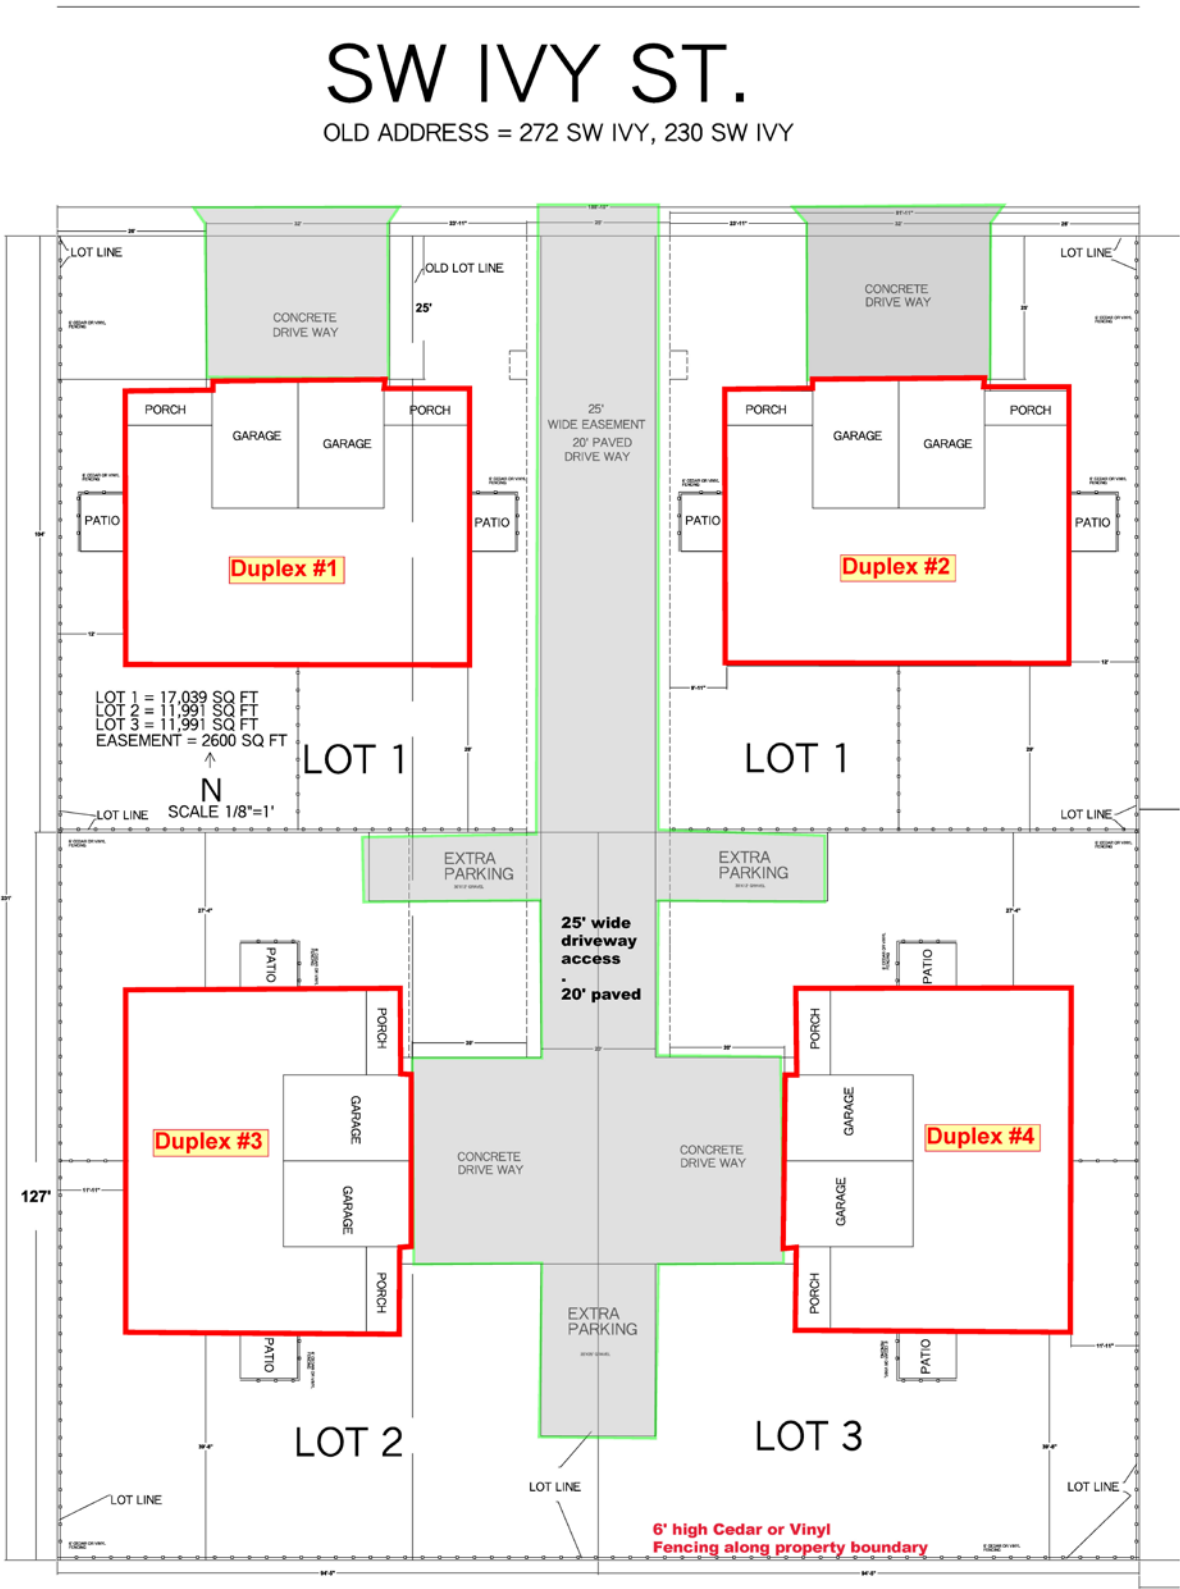 SW IVY ST.
OLD ADDRESS = 272 SW IVY, 230 SW IVY
LOT LINE
OLD LOT LINE
25'
CONCRETE
DRIVE WAY
CONCRETE
DRIVE WAY
LOT LINE
25'
WIDE EASEMENT
20' PAVED
DRIVE WAY
PORCH
GARAGE
GARAGE
PORCH
PATIO
PATIO
Duplex #1
PORCH
GARAGE
GARAGE
PORCH
PATIO
PATIO
Duplex #2
LOT 1 = 17,039 SQ FT
LOT 2 = 11,991 SQ FT
LOT 3 = 11,991 SQ FT
EASEMENT = 2600 SQ FT
N
SCALE 1/8"=1'
LOT 1
LOT 1
LOT LINE
LOT LINE
EXTRA
PARKING
EXTRA
PARKING
25' wide
driveway
access
-
20' paved
PATIO
PORCH
GARAGE
GARAGE
PORCH
PATIO
Duplex #3
127'
CONCRETE
DRIVE WAY
CONCRETE
DRIVE WAY
PATIO
PORCH
GARAGE
GARAGE
PORCH
PATIO
Duplex #4
EXTRA
PARKING
LOT 2
LOT 3
LOT LINE
LOT LINE
LOT LINE
6' high Cedar or Vinyl
Fencing along property boundary